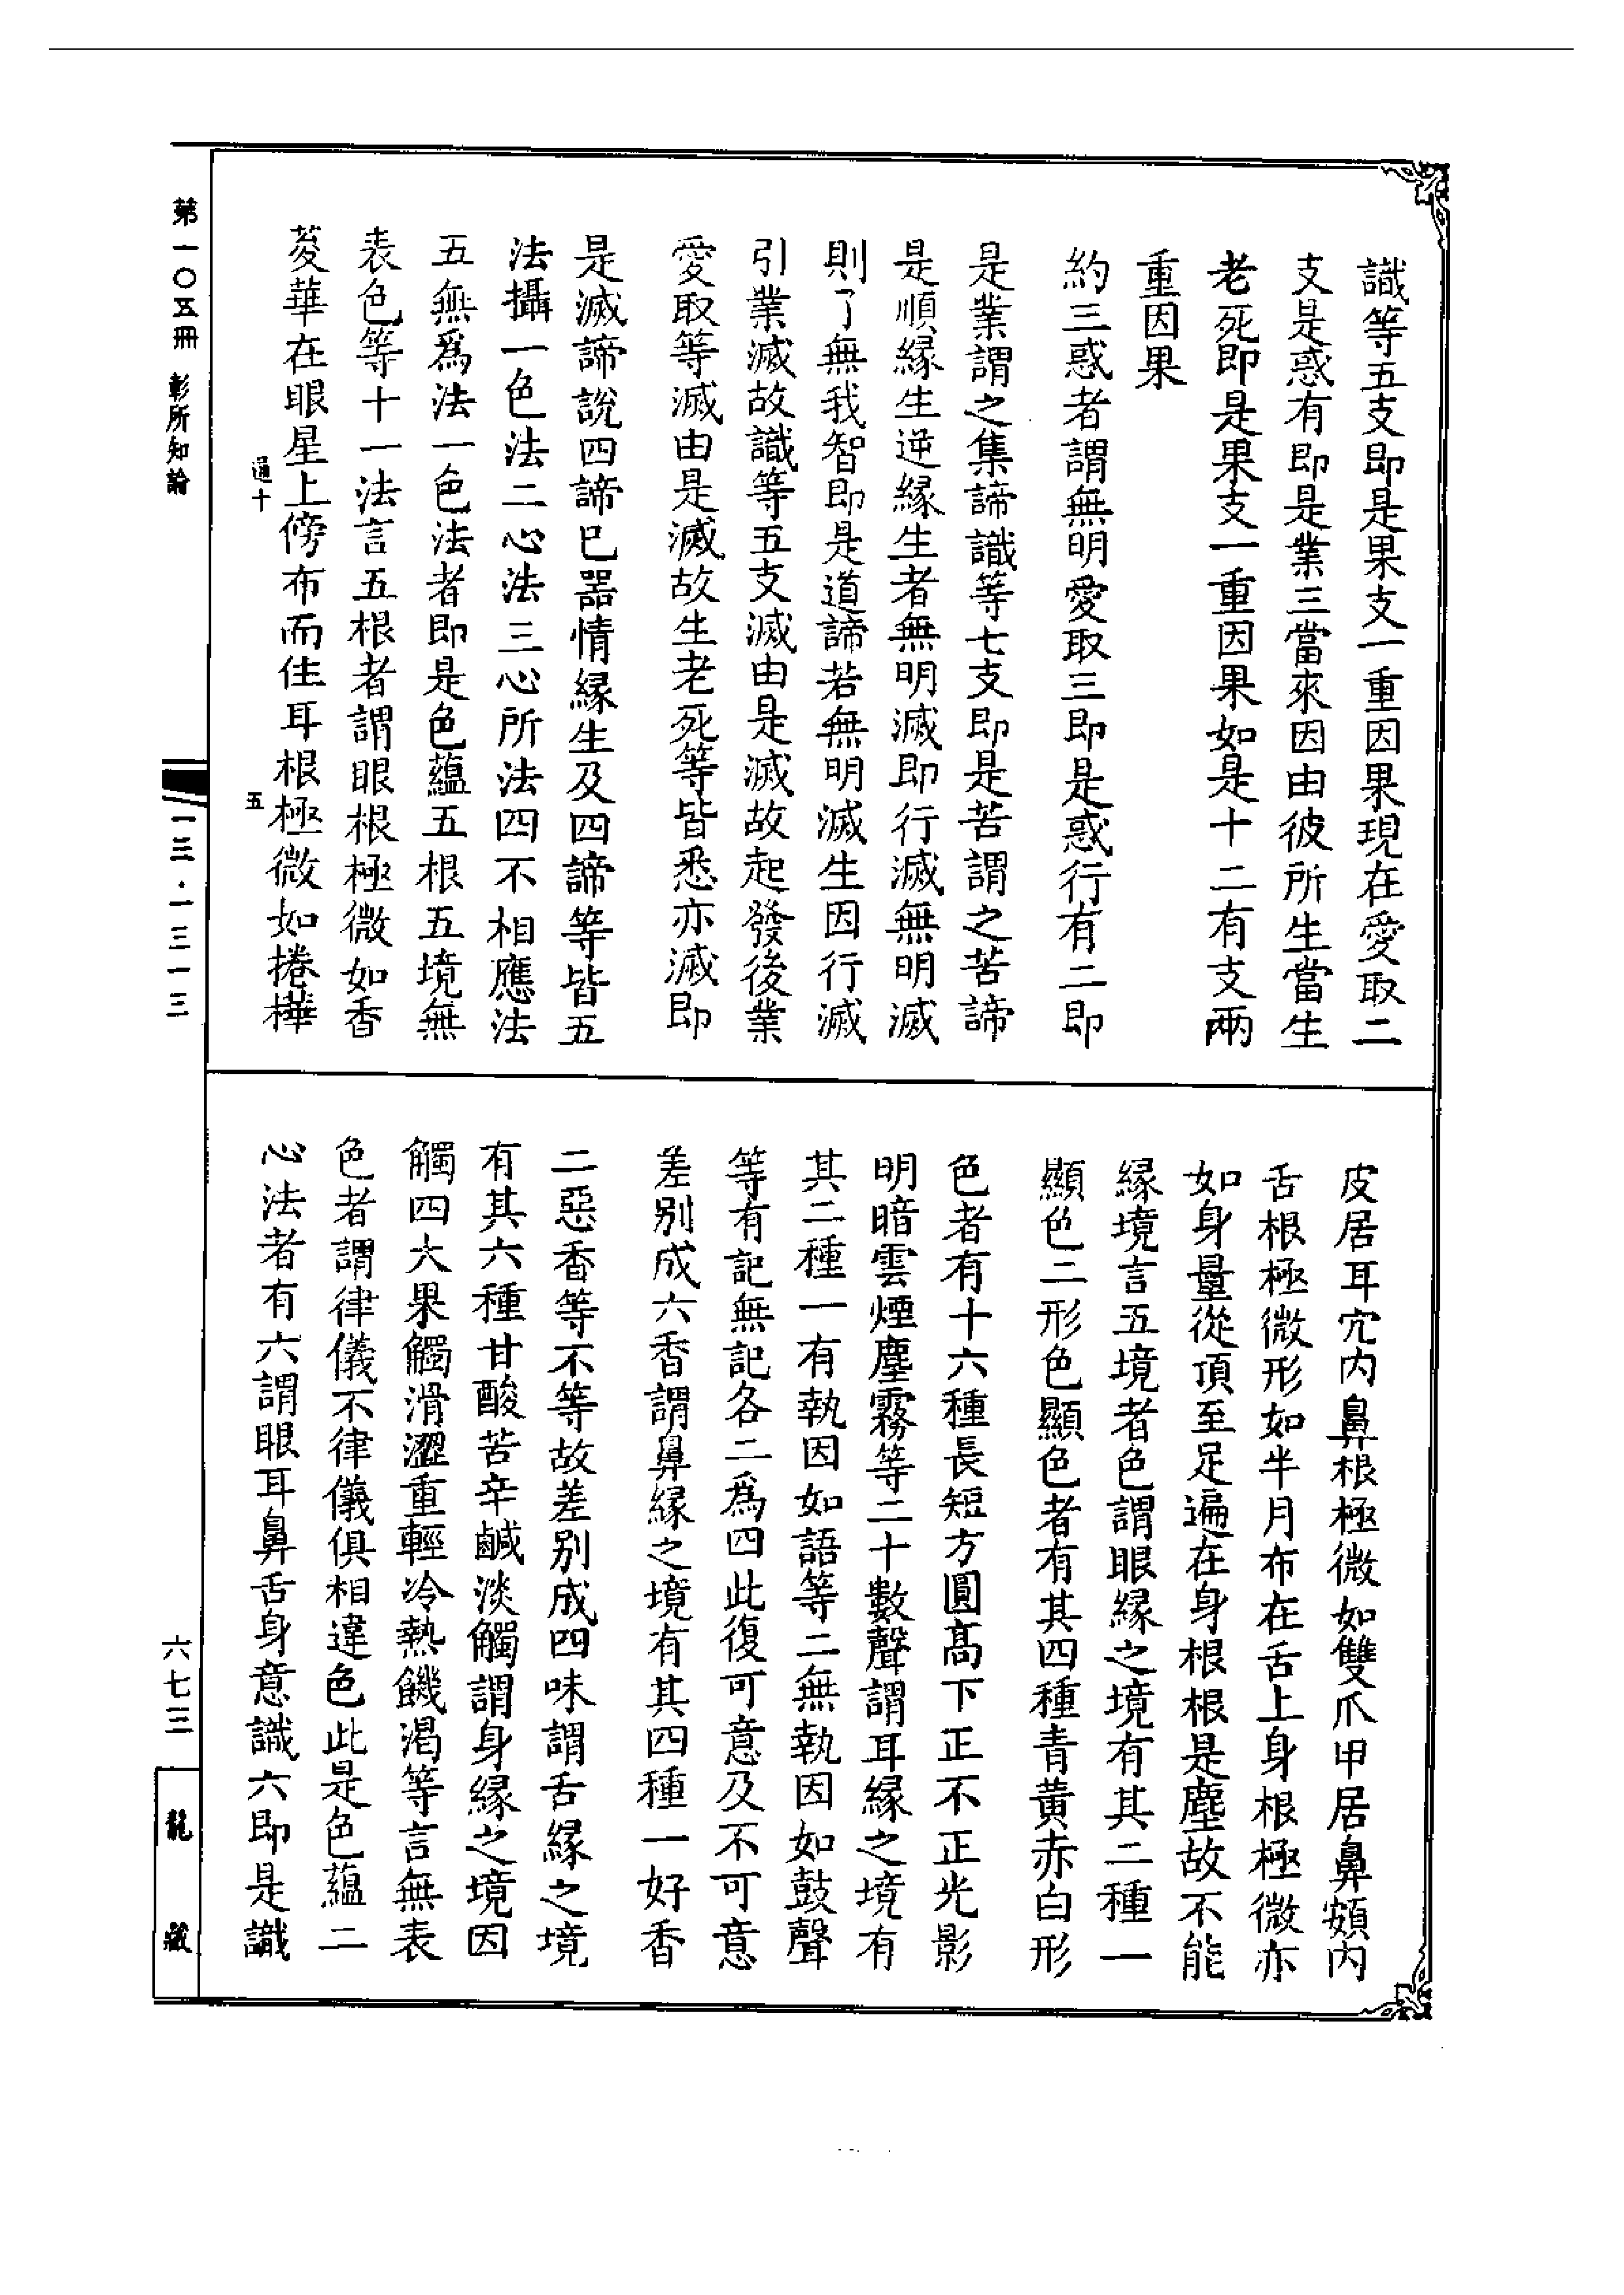 識等五支即是果支一重因果現在愛取二
支是惑有即是業三當來因由彼所生當生
老死即是果支一重因果如是十二有支兩
重因果
約三惑者謂無明愛取三即是惑行有二即
是業謂之集諦識等七支即是苦謂之苦諦
是順緣生逆緣生者無明滅即行滅無明滅
則了無我智即是道諦若無明滅生因行滅
引業滅故識等五支滅由是滅故起發後業
愛取等滅由是滅故生老死等皆悉亦滅即
是滅諦說四諦已器情緣生及四諦等皆五
法攝一色法二心法三心所法四不相應法
五無爲法一色法者即是色蘊五根五境無
表色等十一法言五根者謂眼根極微如香
荾華在眼星上傍布而住耳根極微如捲樺
皮居耳穴內鼻根極微如雙爪甲居鼻頞內
舌根極微形如半月布在舌上身根極微亦
如身量從頂至足遍在身根根是塵故不能
緣境言五境者色謂眼緣之境有其二種一
顯色二形色顯色者有其四種青黃赤白形
色者有十六種長短方圓高下正不正光影
明暗雲煙塵霧等二十數聲謂耳緣之境有
其二種一有執因如語等二無執因如鼓聲
等有記無記各二爲四此復可意及不可意
差別成六香謂鼻緣之境有其四種一好香
二惡香等不等故差別成四味謂舌緣之境
有其六種甘酸苦辛鹹淡觸謂身緣之境因
觸四大果觸滑澀重輕冷熱饑渴等言無表
色者謂律儀不律儀俱相違色此是色蘊二
心法者有六謂眼耳鼻舌身意識六即是識
通十
五
第一〇五冊 彰所知論
一三·一三一三
六七三
龍藏